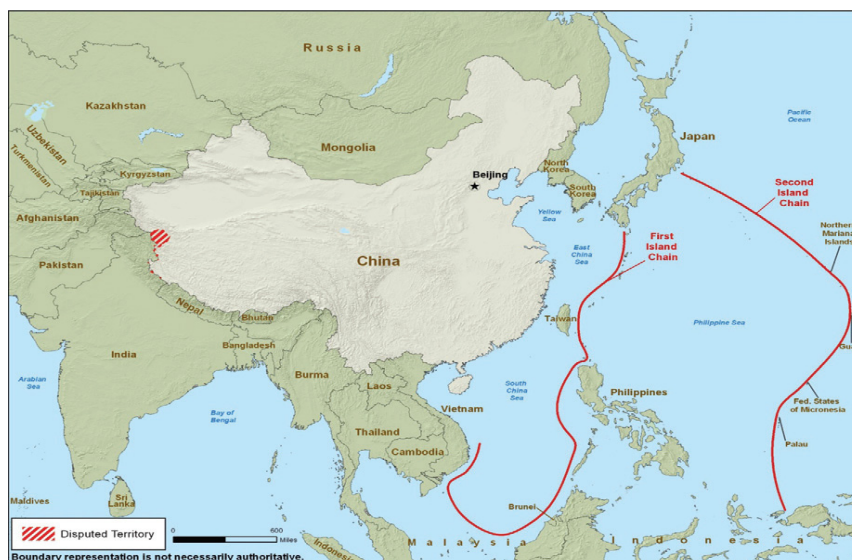 Russia
Kazakhstan
Mongolia
Uzbekistan
Turkmenistan
Kyrgyzstan
Tajikistan
Afghanistan
Pakistan
Beijing
North
Korea
South
Korea
Japan
Pacific
Ocean
Second
Island
Chain
Northern
Mariana
Islands
Yellow
Sea
First
Island
Chain
East
China
Sea
China
Nepal
Bhutan
Bangladesh
India
Taiwan
Philippine Sea
Gu
Arabian
Sea
Burma
Laos
Bay of
Bengal
Vietnam
South
China
Sea
Philippines
Fed. States
of Micronesia
Thailand
Cambodia
Palau
Maldives
Sri
Lanka
Brunei
Malaysia
Indonesia
Indones
Disputed Territory
0
600
Miles
Boundary representation is not necessarily authoritative.